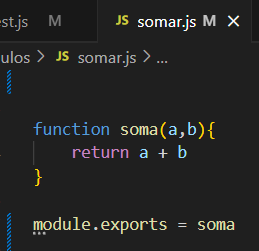 est.js M JS somar.js M ×
ulos > JS somar.js > ...
function soma(a,b){
return a + b
}
module.exports = soma